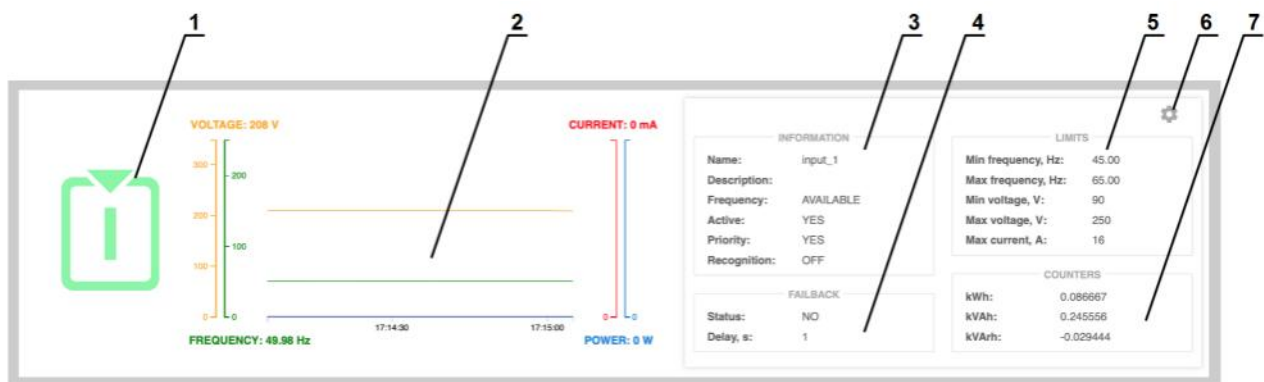 1 2 3 4 5 6 7
VOLTAGE: 208 V
CURRENT: 0 mA
300
200
100
0
200
100
0
0
0
17:14:30
17:15:00
FREQUENCY: 49.98 Hz
POWER: 0 W
INFORMATION
Name: input_1
Description:
Frequency: AVAILABLE
Active: YES
Priority: YES
Recognition: OFF
FAILBACK
Status: NO
Delay, s: 1
LIMITS
Min frequency, Hz: 45.00
Max frequency, Hz: 65.00
Min voltage, V: 90
Max voltage, V: 250
Max current, A: 16
COUNTERS
kWh: 0.086667
kVAh: 0.245556
kVArh: -0.029444